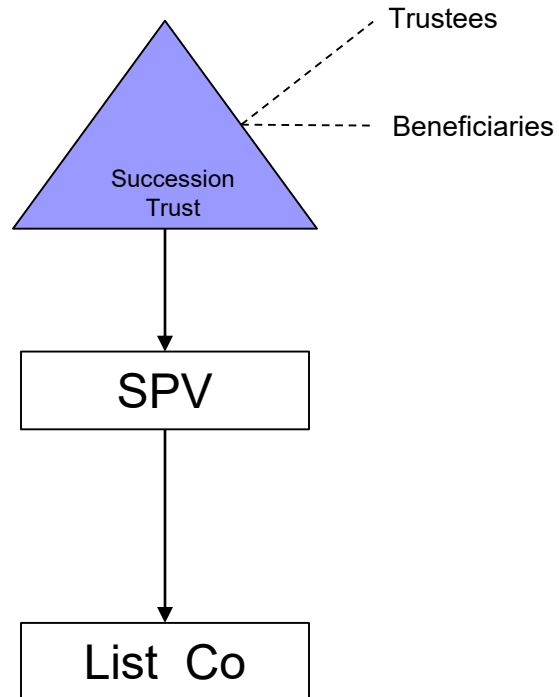 Trustees
Beneficiaries
Succession
Trust
SPV
List Co